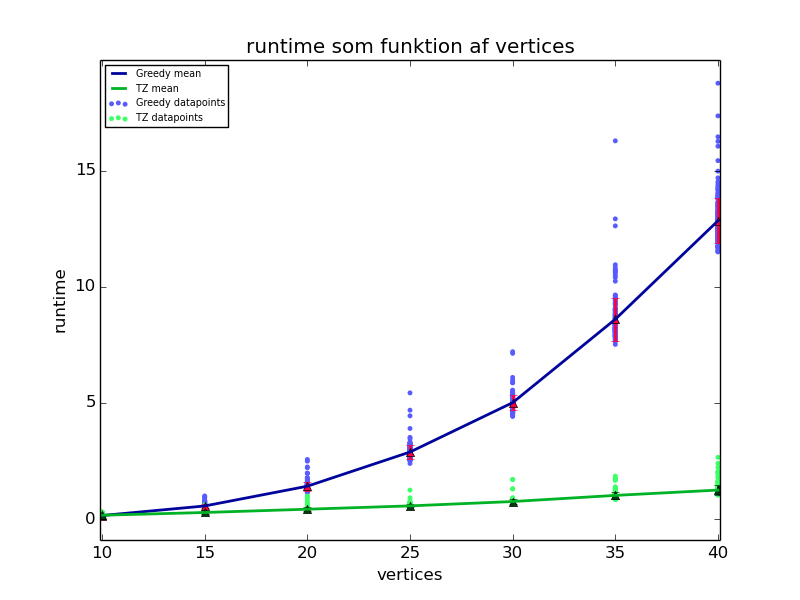 runtime som funktion af vertices
Greedy mean
TZ mean
Greedy datapoints
TZ datapoints
15
10
5
0
runtime
10 15 20 25 30 35 40
vertices